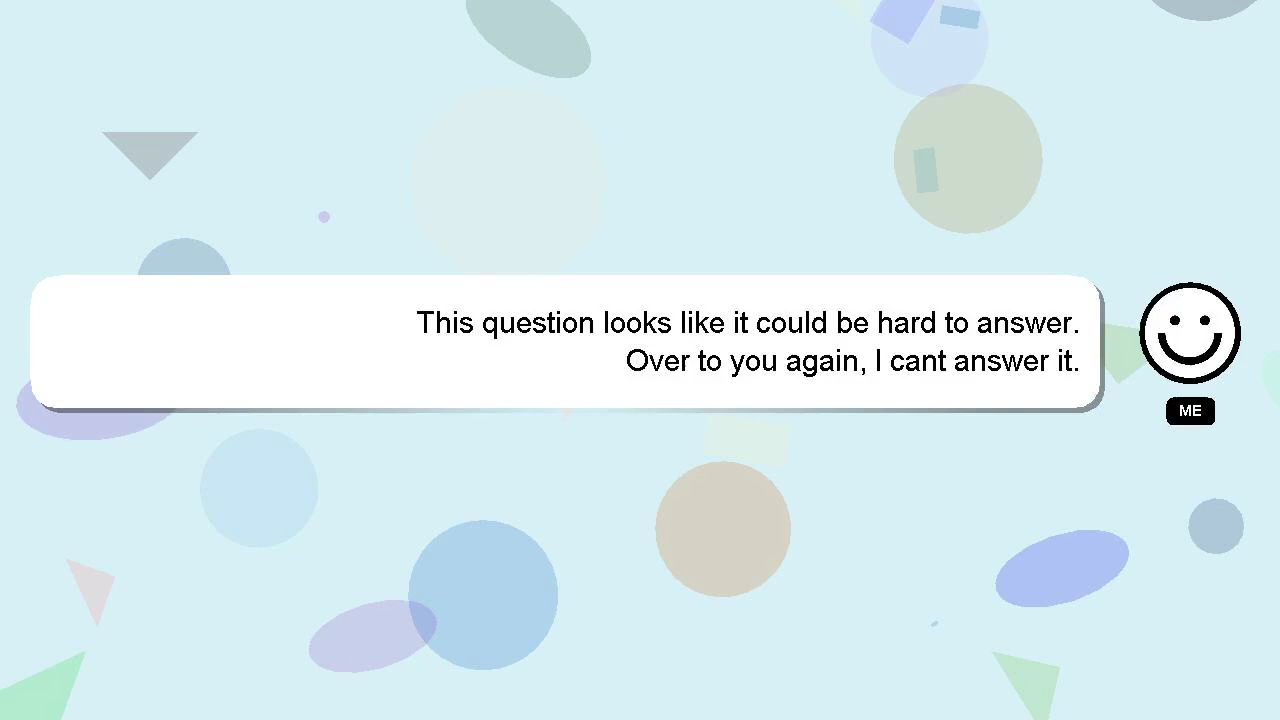 This question looks like it could be hard to answer.
Over to you again, I cant answer it.
ME